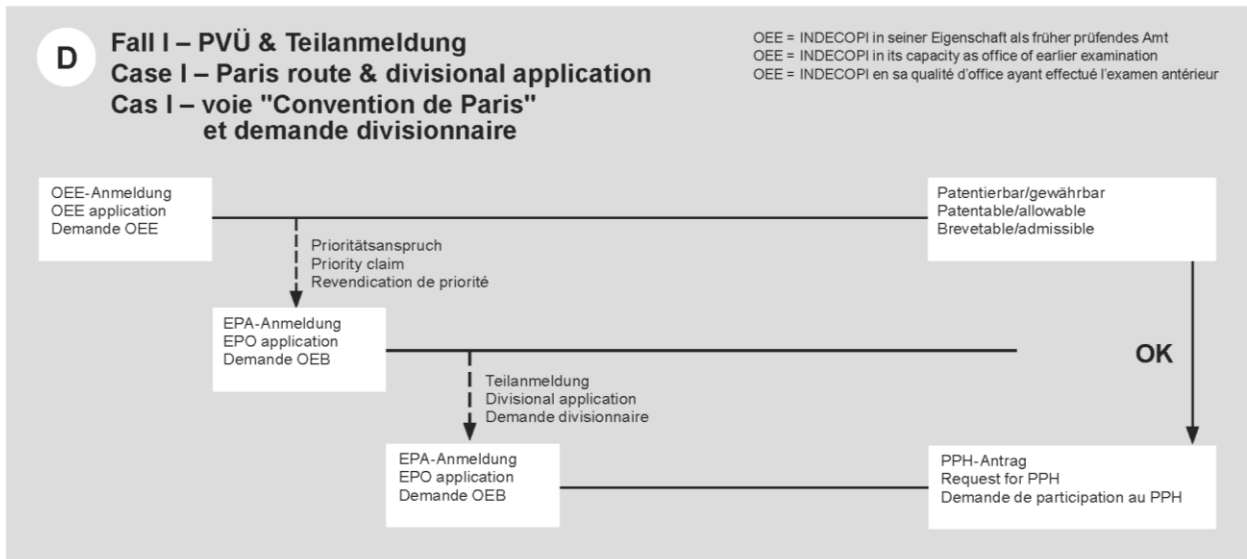 D
Fall I – PVÜ & Teilanmeldung
Case I – Paris route & divisional application
Cas I – voie "Convention de Paris"
et demande divisionnaire
OEE = INDECOPI in seiner Eigenschaft als früher prüfendes Amt
OEE = INDECOPI in its capacity as office of earlier examination
OEE = INDECOPI en sa qualité d'office ayant effectué l'examen antérieur
OEE-Anmeldung
OEE application
Demande OEE
Patentierbar/gewährbar
Patentable/allowable
Brevetable/admissible
Prioritätsanspruch
Priority claim
Revendication de priorité
EPA-Anmeldung
EPO application
Demande OEB
OK
Teilanmeldung
Divisional application
Demande divisionnaire
EPA-Anmeldung
EPO application
Demande OEB
PPH-Antrag
Request for PPH
Demande de participation au PPH